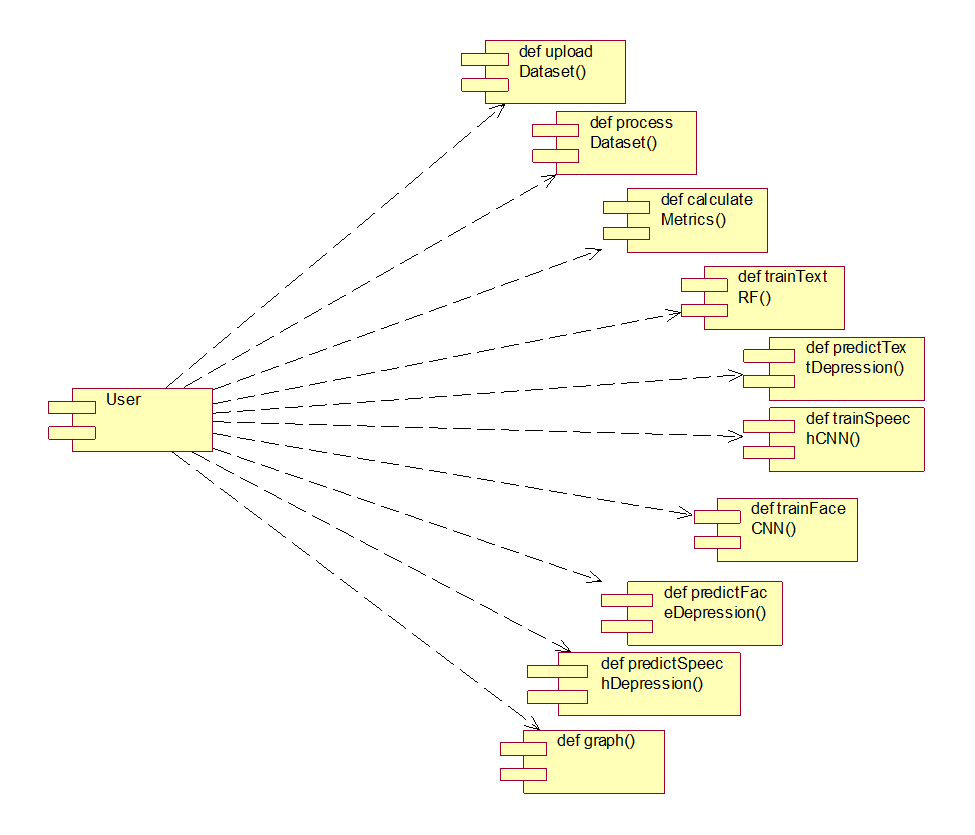 def upload
Dataset()
def process
Dataset()
def calculate
Metrics()
def trainText
RF()
def predictTex
tDepression()
User
def trainSpeec
hCNN()
def trainFace
CNN()
def predictFac
eDepression()
def predictSpeec
hDepression()
def graph()